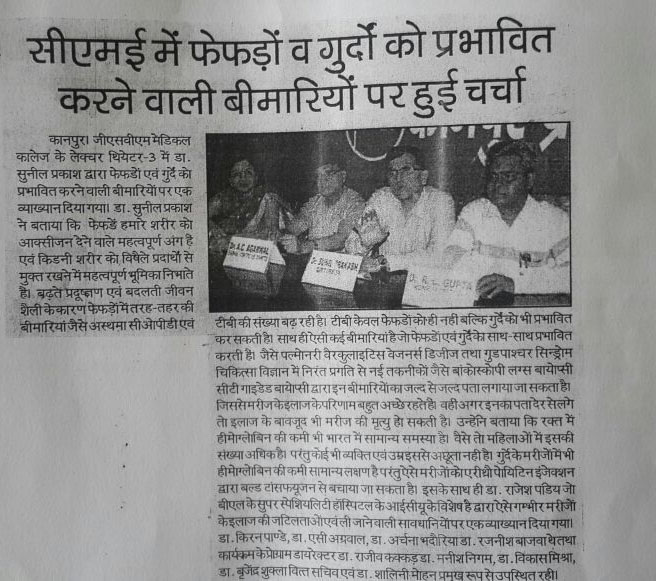 सीएमई में फेफड़ों व गुर्दो को प्रभावित
करने वाली बीमारियों पर हुई चर्चा
कानपुर। जीएसवीएम मेडिकल
कालेज के लेक्चर थियेटर-3 में डा.
सुनील प्रकाश द्वारा फेफडों एवं गुर्दे को
प्रभावित करने वाली बीमारियों पर एक
व्याख्यान दिया गया। डा. सुनील प्रकाश
ने बताया कि फेफडें हमारे शरीर को
आक्सीजन देने वाले महत्वपूर्ण अंग है
एवं किडनी शरीर को, विषैले प्रदार्थो से
मुक्त रखने में महत्वपूर्ण भूमिका निभाते
है। बढ़ते प्रदूष्षण एवं बदलती जीवन
शैली के कारण फेफड़ों में तरह-तहर की
बीमारियां जैसे अस्थमा सीओपीडी एवं
Dr. A.C. AGARWAL
Dr. SUNIL PRAKASH
Dr. R. L. GUPTA
टीबी की संख्या बढ़ रही है। टीबी केवल फेफडों को ही नही बल्कि गुर्दे को भी प्रभावित
कर सकती है। साथ ही ऐसी कई बीमारियां है जो फेफडों एवं गुर्दे का साथ-साथ प्रभावित
करती है। जैसे पल्मोनरी वैरकुलाइटिस वेजनर्स डिजीज तथा गुडपाश्चर सिन्ड्रोम
चिकित्सा विज्ञान में निरंत प्रगति से नई तकनीकों जैसे बांकोस्कोपी लग्स बायोप्सी
सीटी गाइडेड बायोप्सी द्वारा इन बीमारियों का जल्द से जल्द पता लगाया जा सकता है।
जिससे मरीज के इलाज के परिणाम बहुत अच्छे रहते है। वही अगर इनका पता देर से लगे
तो इलाज के बावजूद भी मरीज की मृत्यु हो सकती है। उन्होंने बताया कि रक्त में
हीमोग्लोबिन की कमी भी भारत में सामान्य समस्या है। वैसे तो महिलाओं में इसकी
संख्या अधिक है। परंतु कोई भी व्यक्ति एवं उम्र इससे अछूता नही है। गुर्दे के मरीजों में भी
हीमोग्लोबिन की कमी सामान्य लक्षण है परंतु ऐसे मरीजों को एरीथ्रोपोयिटिन इंजेक्शन
द्वारा बल्ड टांसफयूजन से बचाया जा सकता है। इसके साथ ही डा. राजेश पडिय जो
बीएल के सुपर स्पेशियलिटी हॉस्पिटल के आईसीयू के विशेष है द्वारा ऐसे गम्भीर मरीजों
के इलाज की जटिलताओं एवं ली जाने वाली सावधानियों पर एक व्याख्यान दिया गया।
डा. किरन पाण्डे, डा. एसी अग्रवाल, डा. अर्चना भदौरिया डा. रजनीश बाजवा थे तथा
कार्यकम के प्रोग्राम डायरेक्टर डा. राजीव कक्कड़ डा. मनीश निगम, डा. विकास मिश्रा,
डा. बृजेंद्र शुक्ला वित्त सचिव एवं डा. शालिनी मोहन प्रमुख रूप से उपस्थित रही।